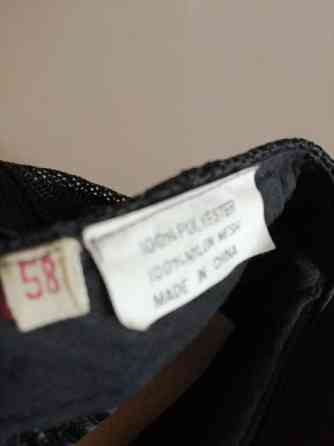 58
100% POLYESTER
100% NYLON MESH
MADE IN CHINA